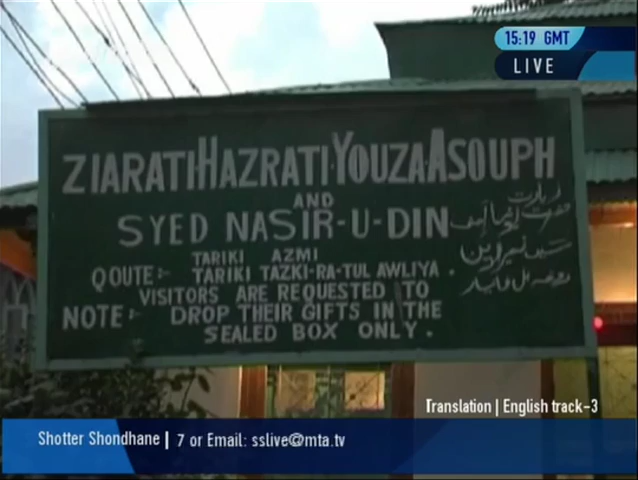 15:19 GMT
LIVE
ZIARATI HAZRATI YOUZA ASOUPH
AND
SYED NASIR-U-DIN
TARIKI AZMI
QOUTE:- TARIKI TAZKI-RA-TUL AWLIYA.
VISITORS ARE REQUESTED TO
NOTE:- DROP THEIR GIFTS IN THE
SEALED BOX ONLY.
زیارت
حضرت
Translation | English track-3
Shotter Shondhane | 7 or Email: sslive@mta.tv